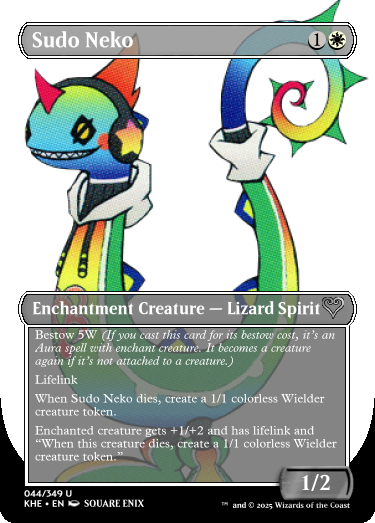 Sudo Neko 1
Enchantment Creature — Lizard Spirit
Bestow 5W (If you cast this card for its bestow cost, it's an
Aura spell with enchant creature. It becomes a creature
again if it's not attached to a creature.)
Lifelink
When Sudo Neko dies, create a 1/1 colorless Wielder
creature token.
Enchanted creature gets +1/+2 and has lifelink and
“When this creature dies, create a 1/1 colorless Wielder
creature token.”
1/2
044/349 U
KHE • EN SQUARE ENIX
™ and © 2025 Wizards of the Coast